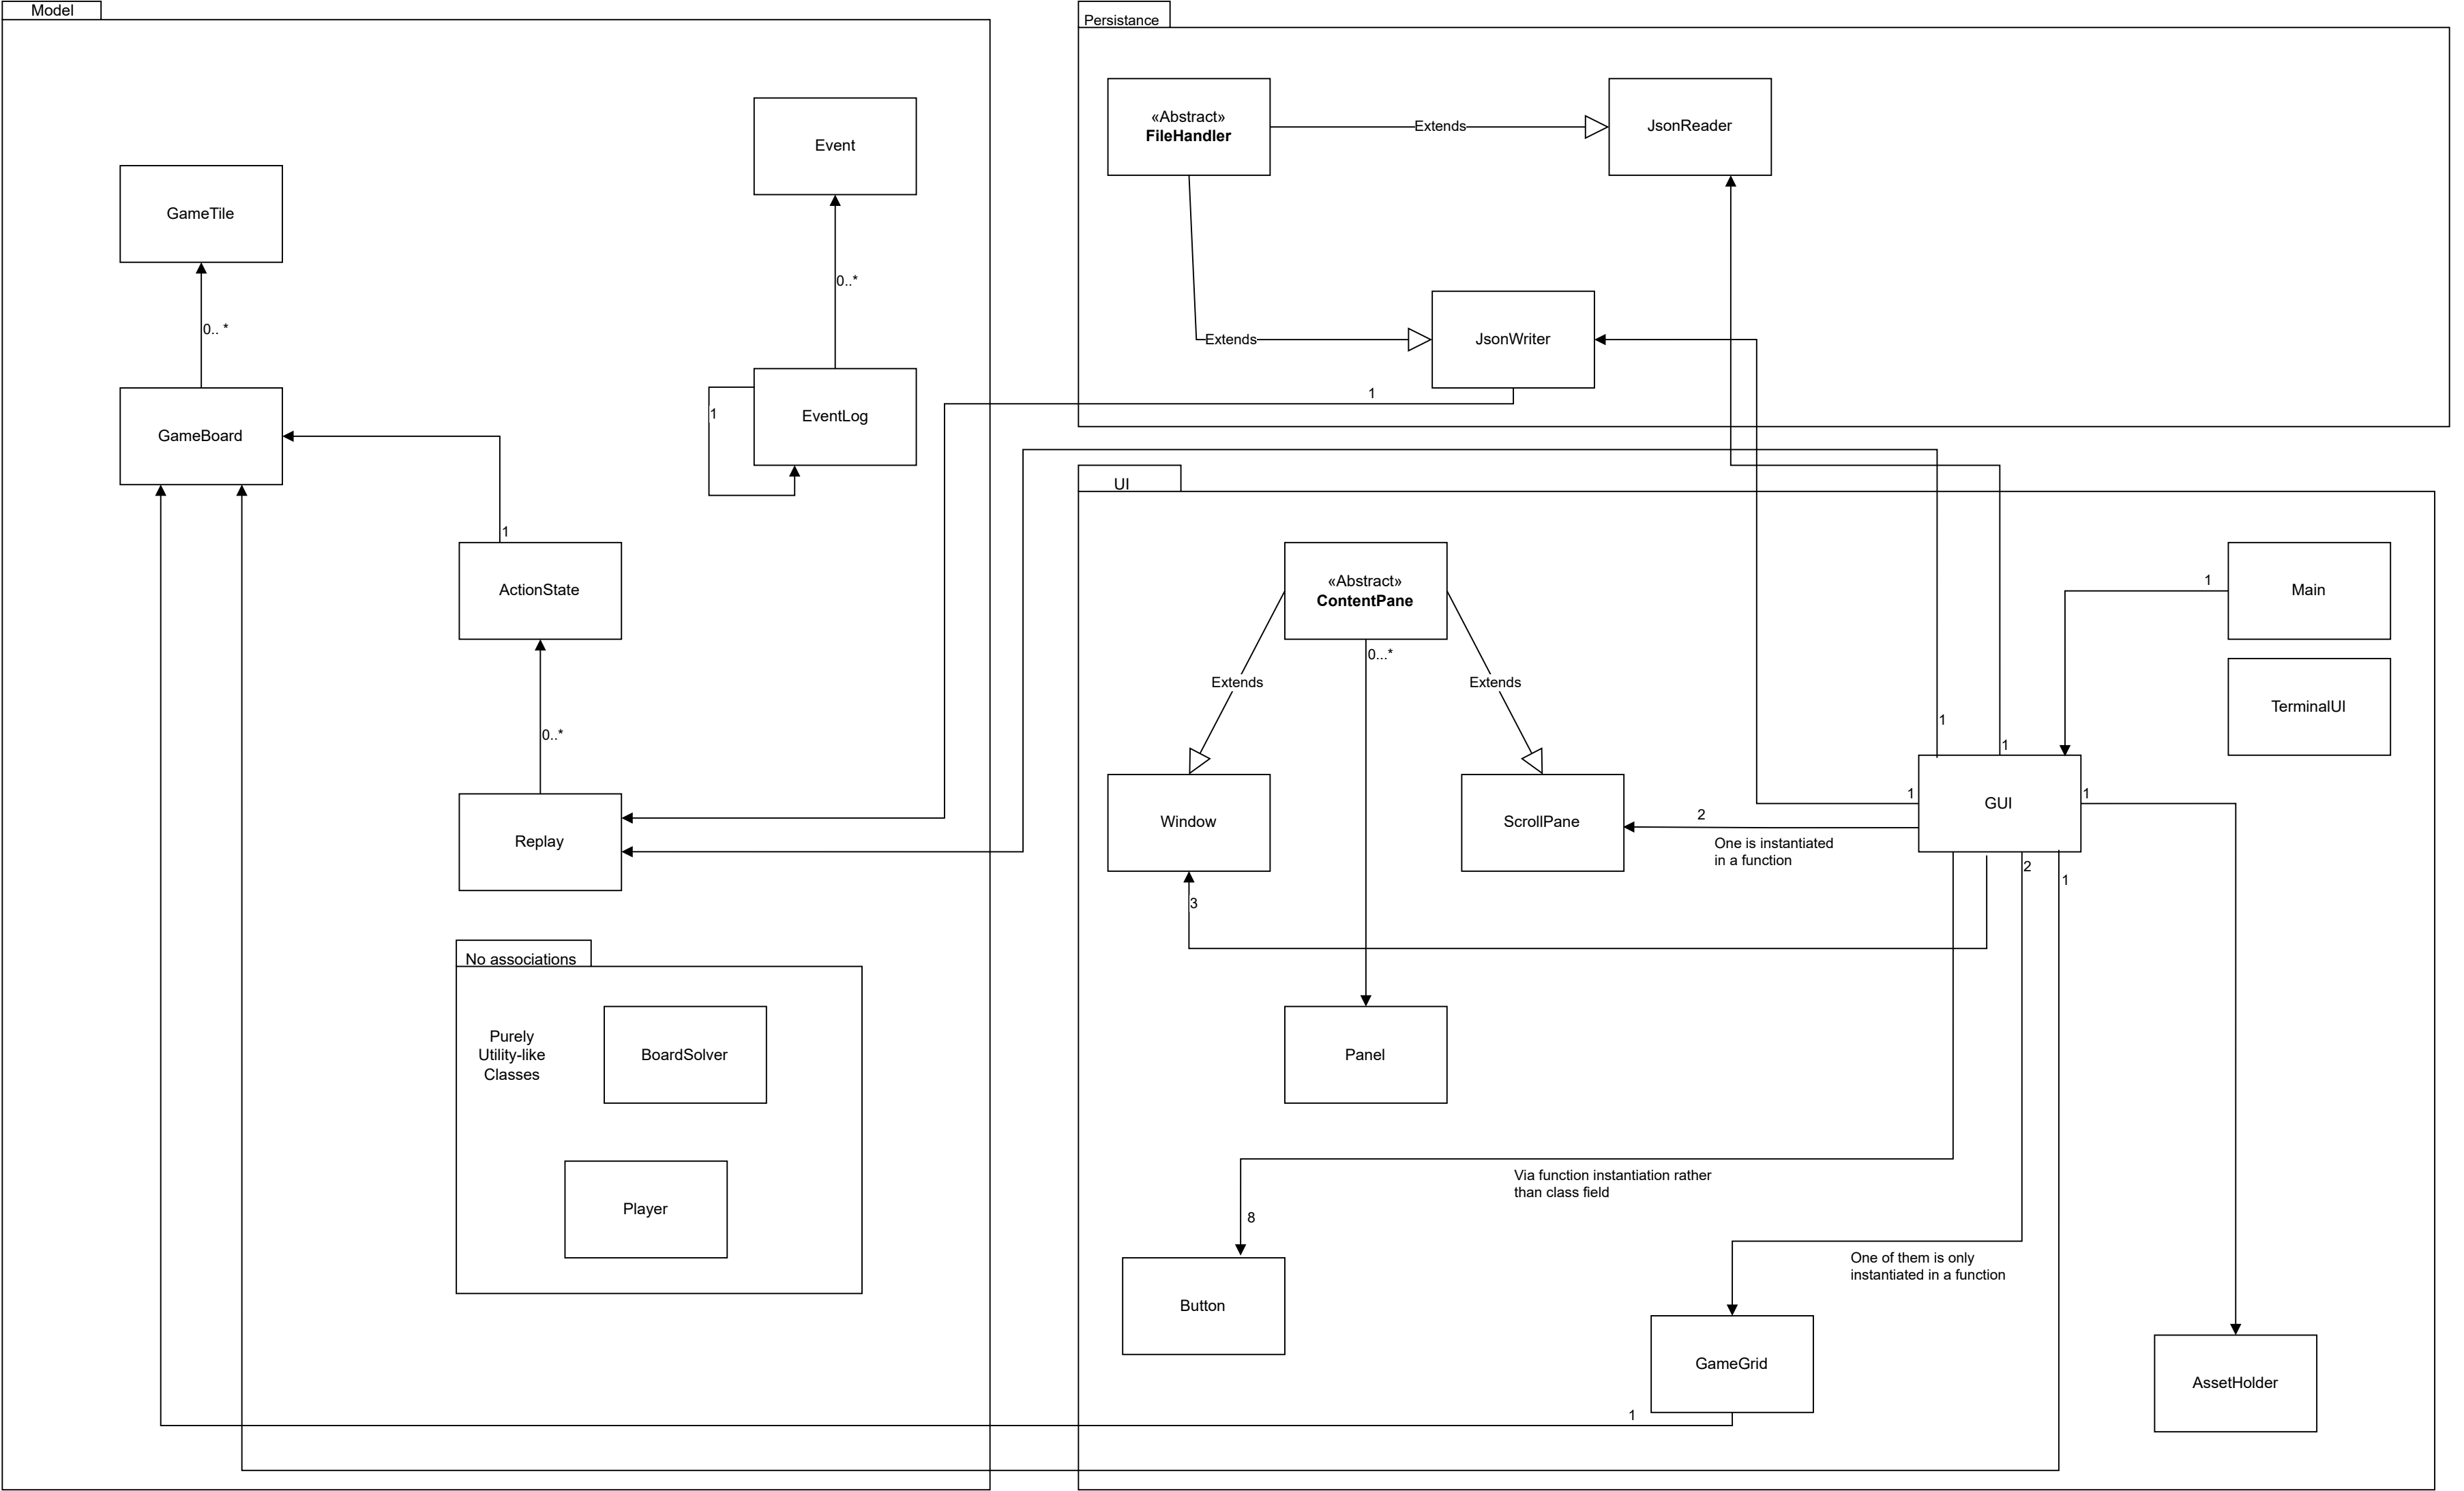 Model
Persistance
Event
GameTile
0.. *
0..*
GameBoard
EventLog
1
1
ActionState
0..*
Replay
No associations
Purely
Utility-like
Classes
BoardSolver
Player
«Abstract»
FileHandler
Extends
JsonReader
Extends
JsonWriter
1
UI
«Abstract»
ContentPane
0...*
Extends
Extends
Window
ScrollPane
3
Panel
Main
1
TerminalUI
1
1
1
GUI
1
2
One is instantiated
in a function
2
1
Via function instantiation rather
than class field
8
Button
One of them is only
instantiated in a function
GameGrid
1
AssetHolder